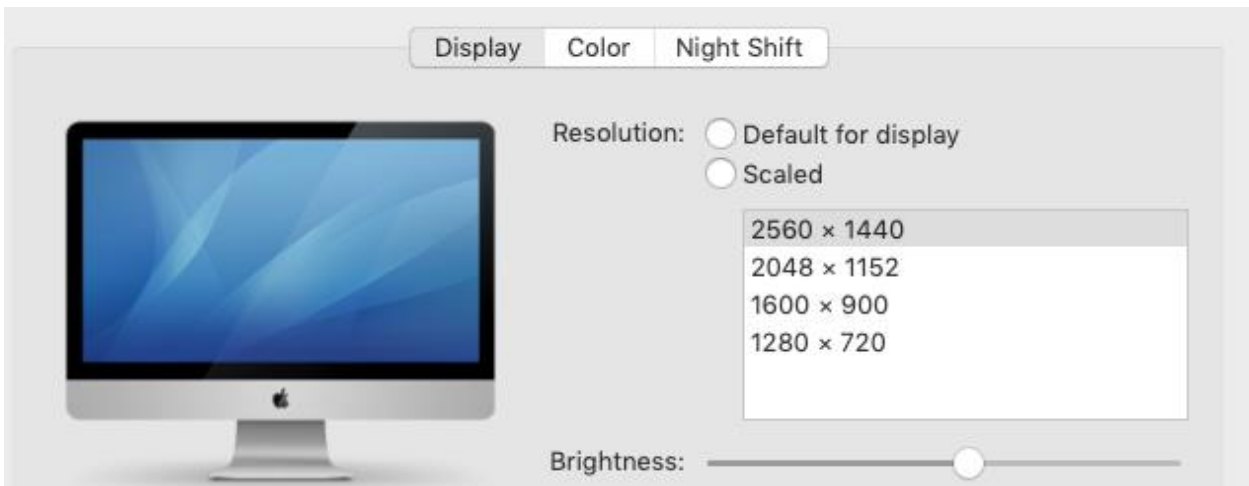 Display Color Night Shift
Resolution: Default for display
Scaled
2560 × 1440
2048 × 1152
1600 × 900
1280 × 720
Brightness: